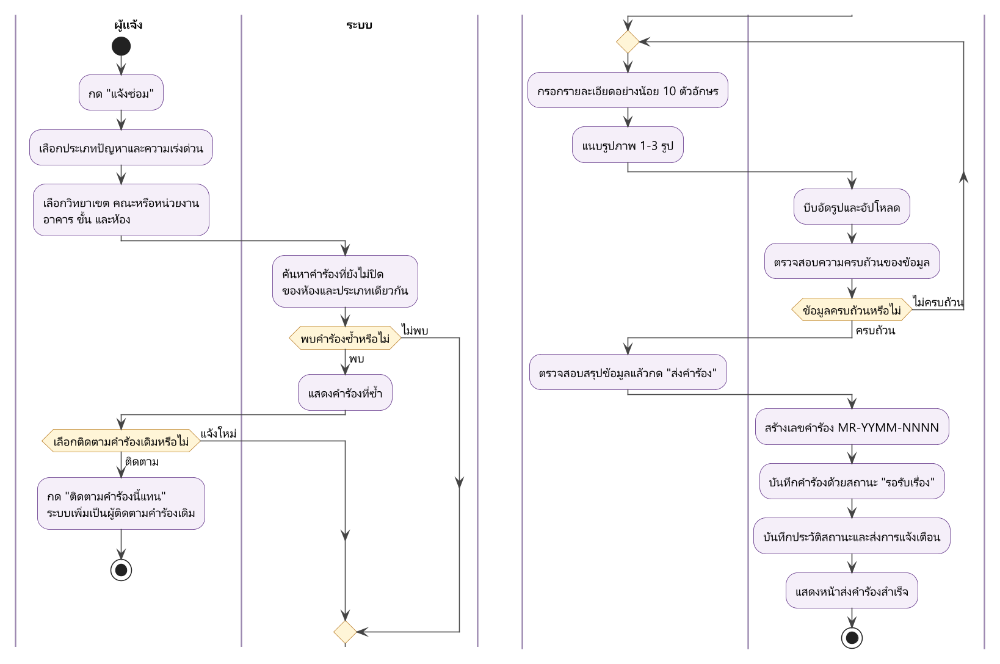 ผู้แจ้ง
ระบบ
กด "แจ้งซ่อม"
เลือกประเภทปัญหาและความเร่งด่วน
เลือกวิทยาเขต คณะหรือหน่วยงาน
อาคาร ชั้น และห้อง
ค้นหาคำร้องที่ยังไม่ปิด
ของห้องและประเภทเดียวกัน
พบคำร้องซ้ำหรือไม่
ไม่พบ
พบ
แสดงคำร้องที่ซ้ำ
เลือกติดตามคำร้องเดิมหรือไม่
แจ้งใหม่
ติดตาม
กด "ติดตามคำร้องนี้แทน"
ระบบเพิ่มเป็นผู้ติดตามคำร้องเดิม
กรอกรายละเอียดอย่างน้อย 10 ตัวอักษร
แนบรูปภาพ 1-3 รูป
บีบอัดรูปและอัปโหลด
ตรวจสอบความครบถ้วนของข้อมูล
ข้อมูลครบถ้วนหรือไม่
ไม่ครบถ้วน
ครบถ้วน
ตรวจสอบสรุปข้อมูลแล้วกด "ส่งคำร้อง"
สร้างเลขคำร้อง MR-YYMM-NNNN
บันทึกคำร้องด้วยสถานะ "รอรับเรื่อง"
บันทึกประวัติสถานะและส่งการแจ้งเตือน
แสดงหน้าส่งคำร้องสำเร็จ